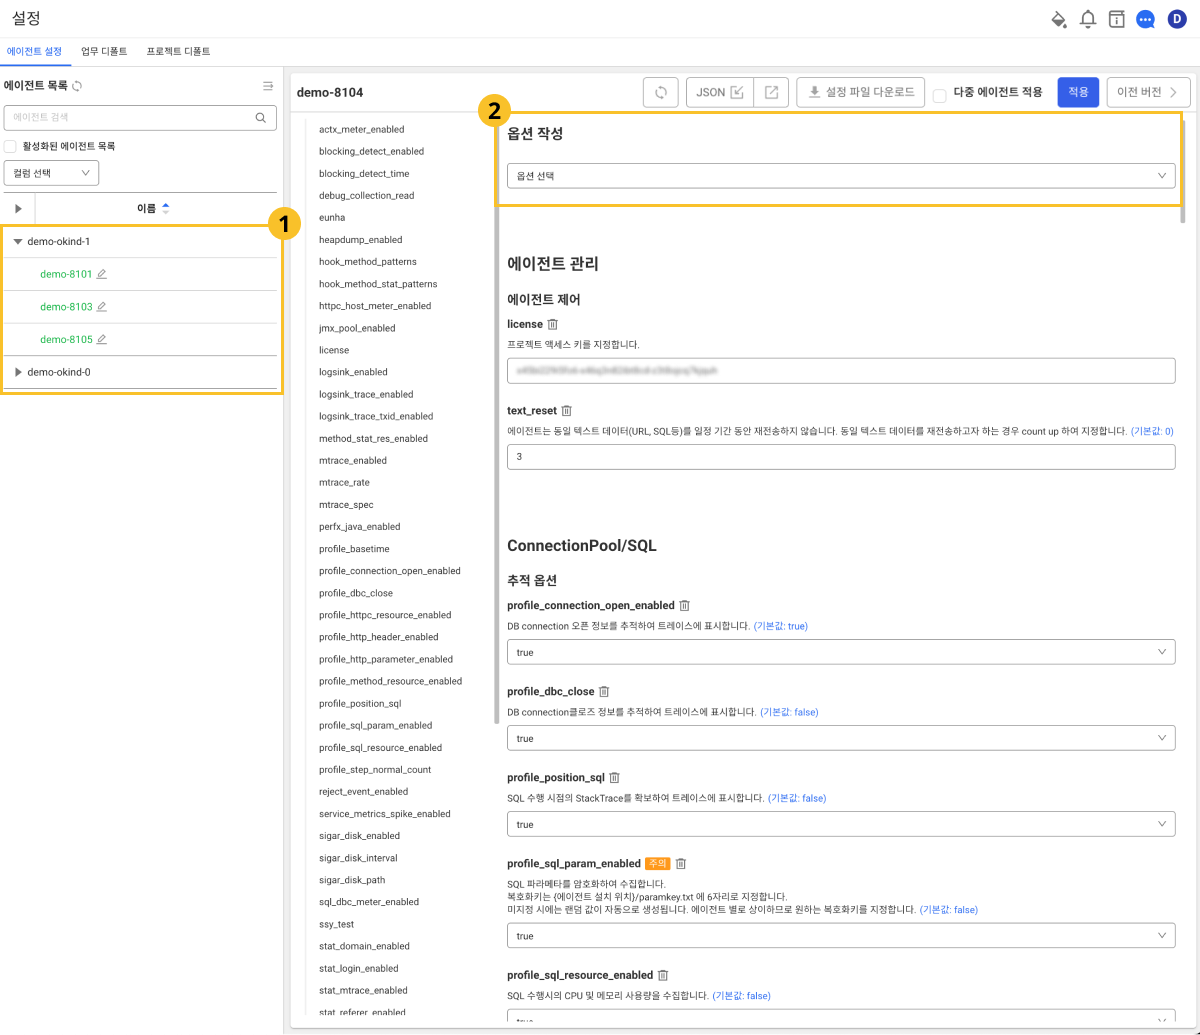 설정
D
에이전트 설정
업무 디폴트
프로젝트 디폴트
에이전트 목록
에이전트 검색
활성화된 에이전트 목록
컬럼 선택
이름
1
demo-okind-1
demo-8101
demo-8103
demo-8105
demo-okind-0
demo-8104
JSON
설정 파일 다운로드
다중 에이전트 적용
적용
이전 버전
actx_meter_enabled
blocking_detect_enabled
blocking_detect_time
debug_collection_read
eunha
heapdump_enabled
hook_method_patterns
hook_method_stat_patterns
httpc_host_meter_enabled
jmx_pool_enabled
license
logsink_enabled
logsink_trace_enabled
logsink_trace_txid_enabled
method_stat_res_enabled
mtrace_enabled
mtrace_rate
mtrace_spec
perfx_java_enabled
profile_basetime
profile_connection_open_enabled
profile_dbc_close
profile_httpc_resource_enabled
profile_http_header_enabled
profile_http_parameter_enabled
profile_method_resource_enabled
profile_position_sql
profile_sql_param_enabled
profile_sql_resource_enabled
profile_step_normal_count
reject_event_enabled
service_metrics_spike_enabled
sigar_disk_enabled
sigar_disk_interval
sigar_disk_path
sql_dbc_meter_enabled
ssy_test
stat_domain_enabled
stat_login_enabled
stat_mtrace_enabled
stat_referer_enabled
2
옵션 작성
옵션 선택
에이전트 관리
에이전트 제어
license
프로젝트 액세스 키를 지정합니다.
text_reset
에이전트는 동일 텍스트 데이터(URL, SQL등)를 일정 기간 동안 재전송하지 않습니다. 동일 텍스트 데이터를 재전송하고자 하는 경우 count up 하여 지정합니다. (기본값: 0)
3
ConnectionPool/SQL
추적 옵션
profile_connection_open_enabled
DB connection 오픈 정보를 추적하여 트레이스에 표시합니다. (기본값: true)
true
profile_dbc_close
DB connection클로즈 정보를 추적하여 트레이스에 표시합니다. (기본값: false)
true
profile_position_sql
SQL 수행 시점의 StackTrace를 확보하여 트레이스에 표시합니다. (기본값: false)
true
profile_sql_param_enabled 주의
SQL 파라메타를 암호화하여 수집합니다.
복호화키는 {에이전트 설치 위치}/paramkey.txt 에 6자리로 지정합니다.
미지정 시에는 랜덤 값이 자동으로 생성됩니다. 에이전트 별로 상이하므로 원하는 복호화키를 지정합니다. (기본값: false)
true
profile_sql_resource_enabled
SQL 수행시의 CPU 및 메모리 사용량을 수집합니다. (기본값: false)
true